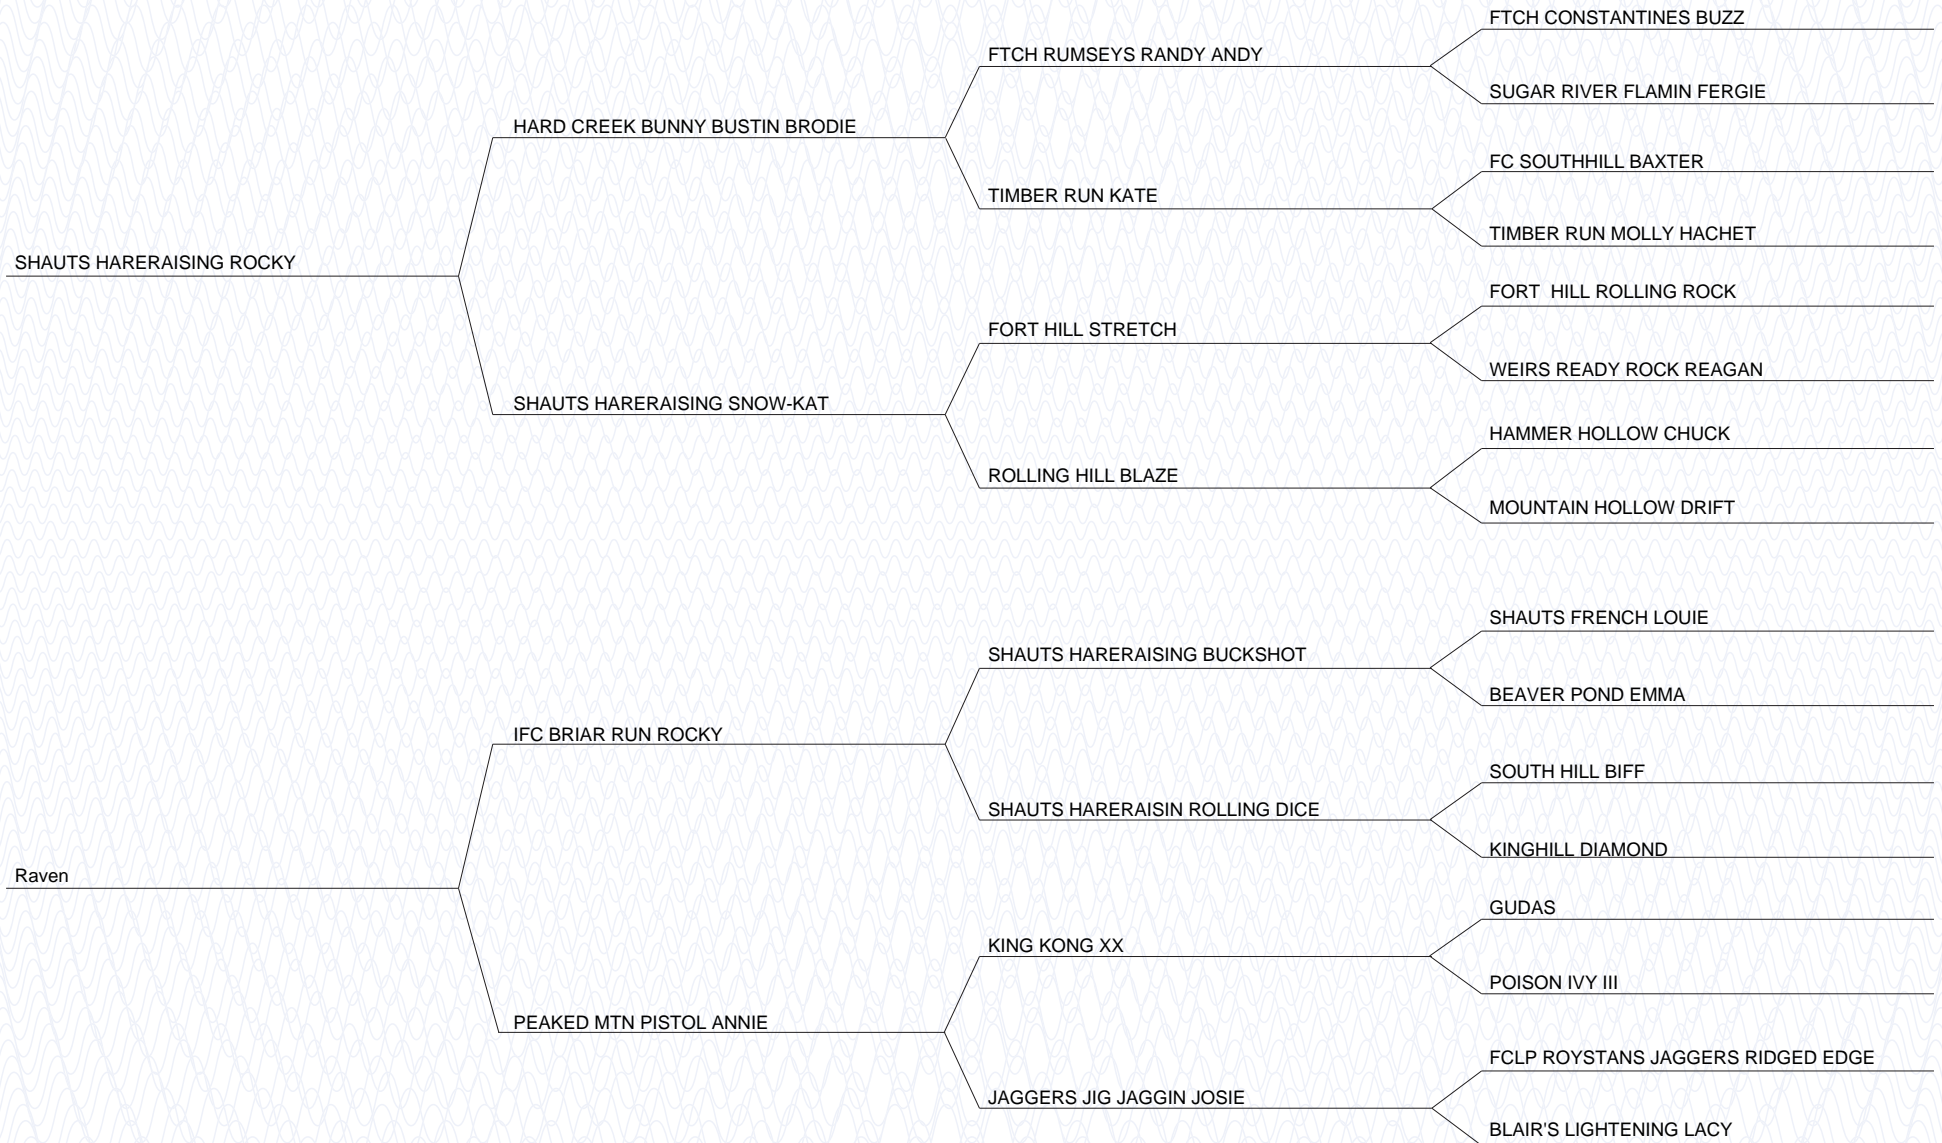 FTCH CONSTANTINES BUZZ
FTCH RUMSEYS RANDY ANDY
SUGAR RIVER FLAMIN FERGIE
HARD CREEK BUNNY BUSTIN BRODIE
FC SOUTHHILL BAXTER
TIMBER RUN KATE
TIMBER RUN MOLLY HACHET
SHAUTS HARERAISING ROCKY
FORT  HILL ROLLING ROCK
FORT HILL STRETCH
WEIRS READY ROCK REAGAN
SHAUTS HARERAISING SNOW-KAT
HAMMER HOLLOW CHUCK
ROLLING HILL BLAZE
MOUNTAIN HOLLOW DRIFT
SHAUTS FRENCH LOUIE
SHAUTS HARERAISING BUCKSHOT
BEAVER POND EMMA
IFC BRIAR RUN ROCKY
SOUTH HILL BIFF
SHAUTS HARERAISIN ROLLING DICE
KINGHILL DIAMOND
Raven
GUDAS
KING KONG XX
POISON IVY III
PEAKED MTN PISTOL ANNIE
FCLP ROYSTANS JAGGERS RIDGED EDGE
JAGGERS JIG JAGGIN JOSIE
BLAIR'S LIGHTENING LACY